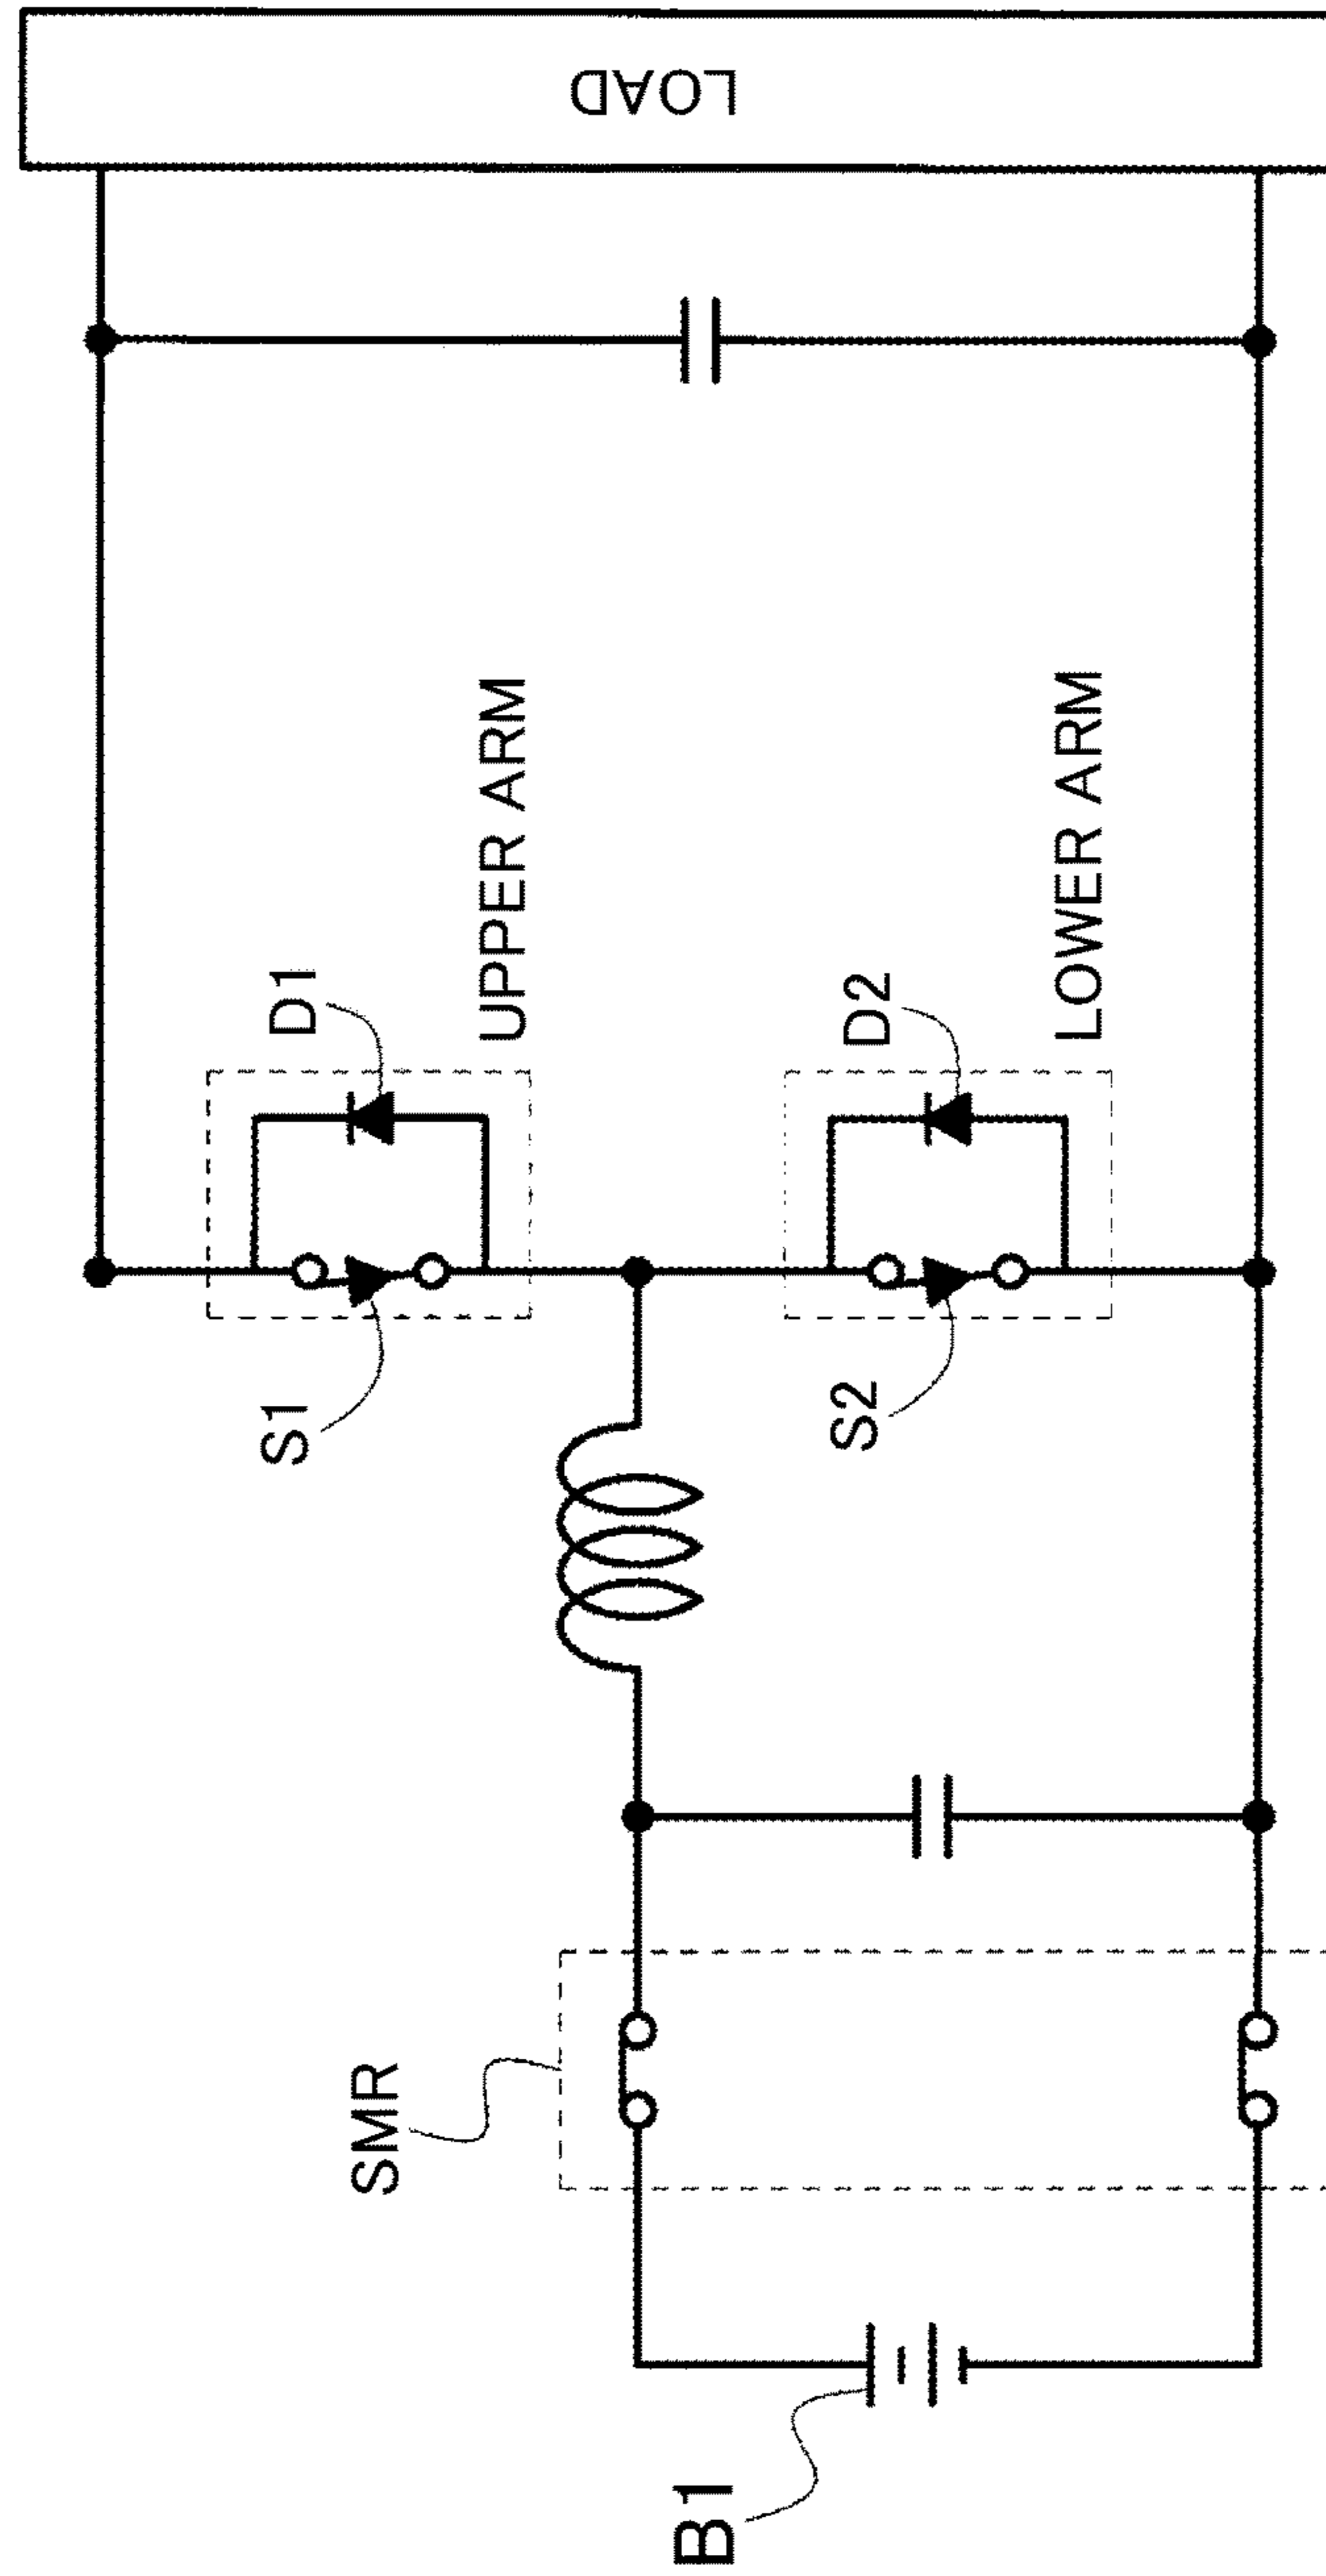 LOAD
D1
UPPER ARM
S1
D2
LOWER ARM
S2
SMR
B1